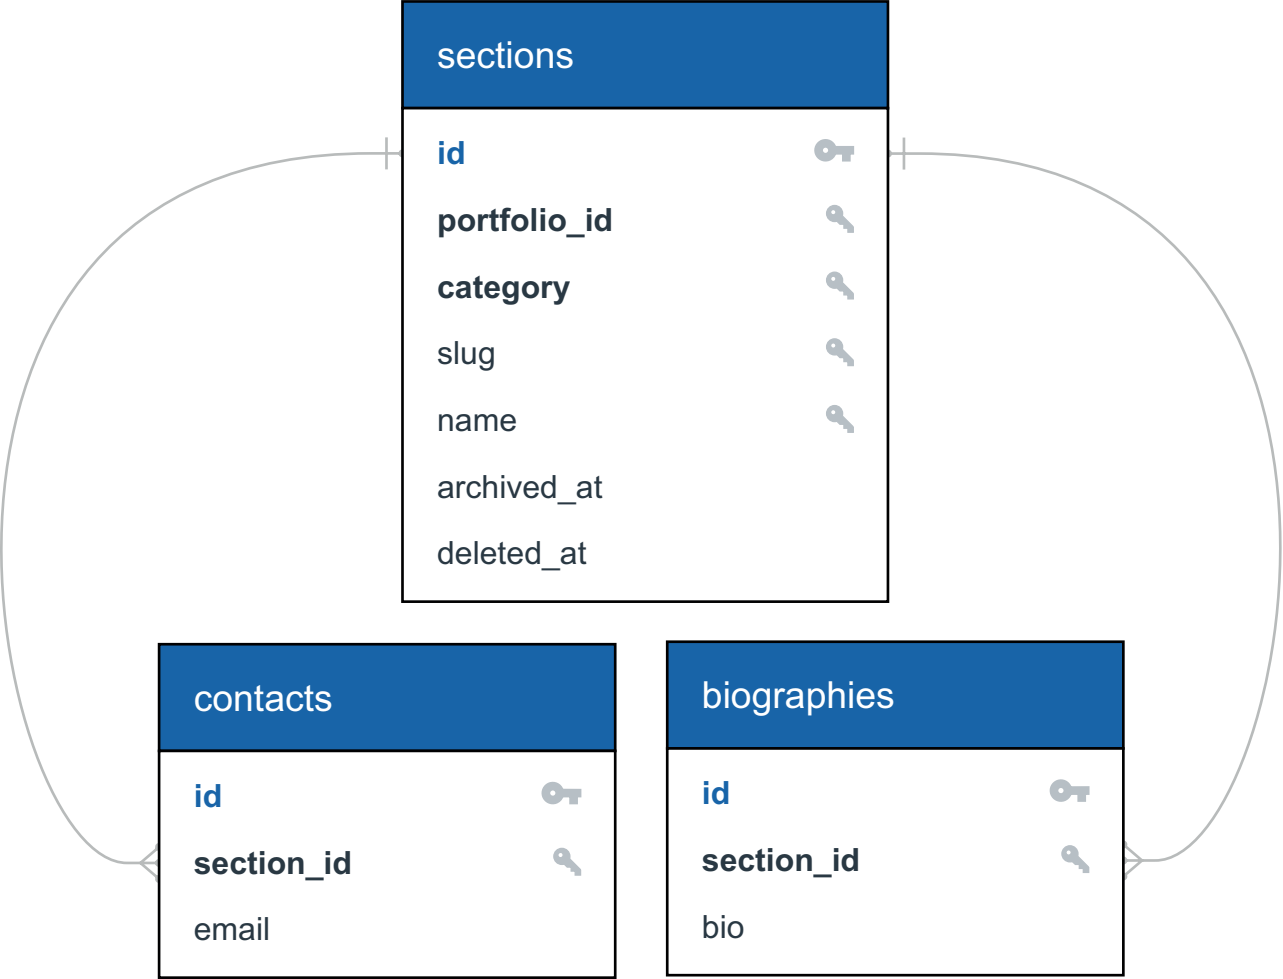 sections
id
portfolio_id
category
slug
name
archived_at
deleted_at
contacts
id
section_id
email
biographies
id
section_id
bio